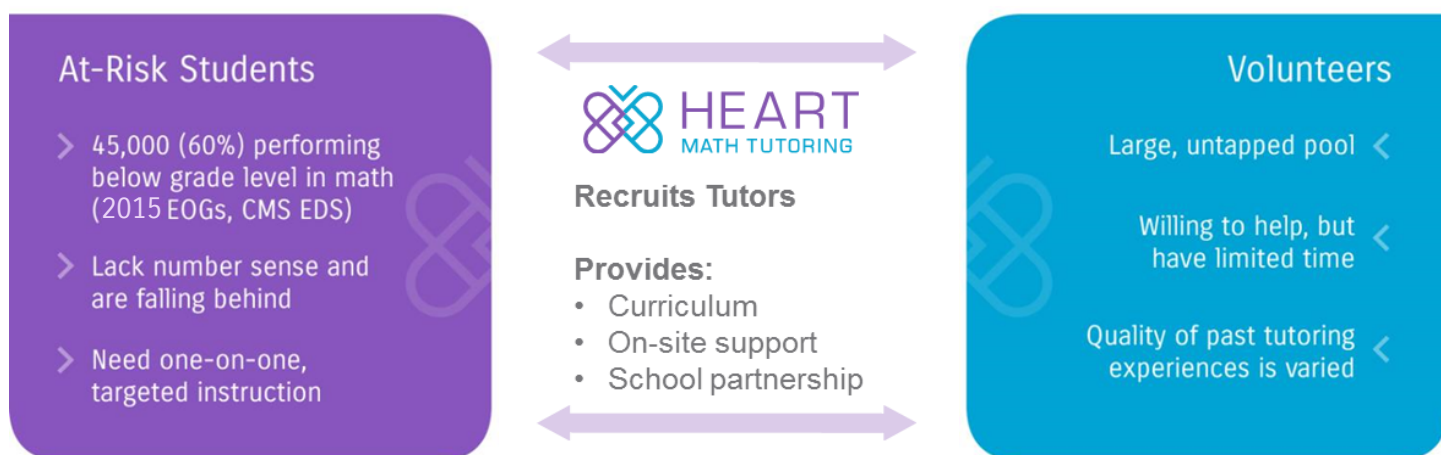 At-Risk Students
45,000 (60%) performing
below grade level in math
(2015 EOGs, CMS EDS)
Lack number sense and
are falling behind
Need one-on-one,
targeted instruction
HEART
MATH TUTORING
Recruits Tutors
Provides:
• Curriculum
• On-site support
• School partnership
Volunteers
Large, untapped pool
Willing to help, but
have limited time
Quality of past tutoring
experiences is varied